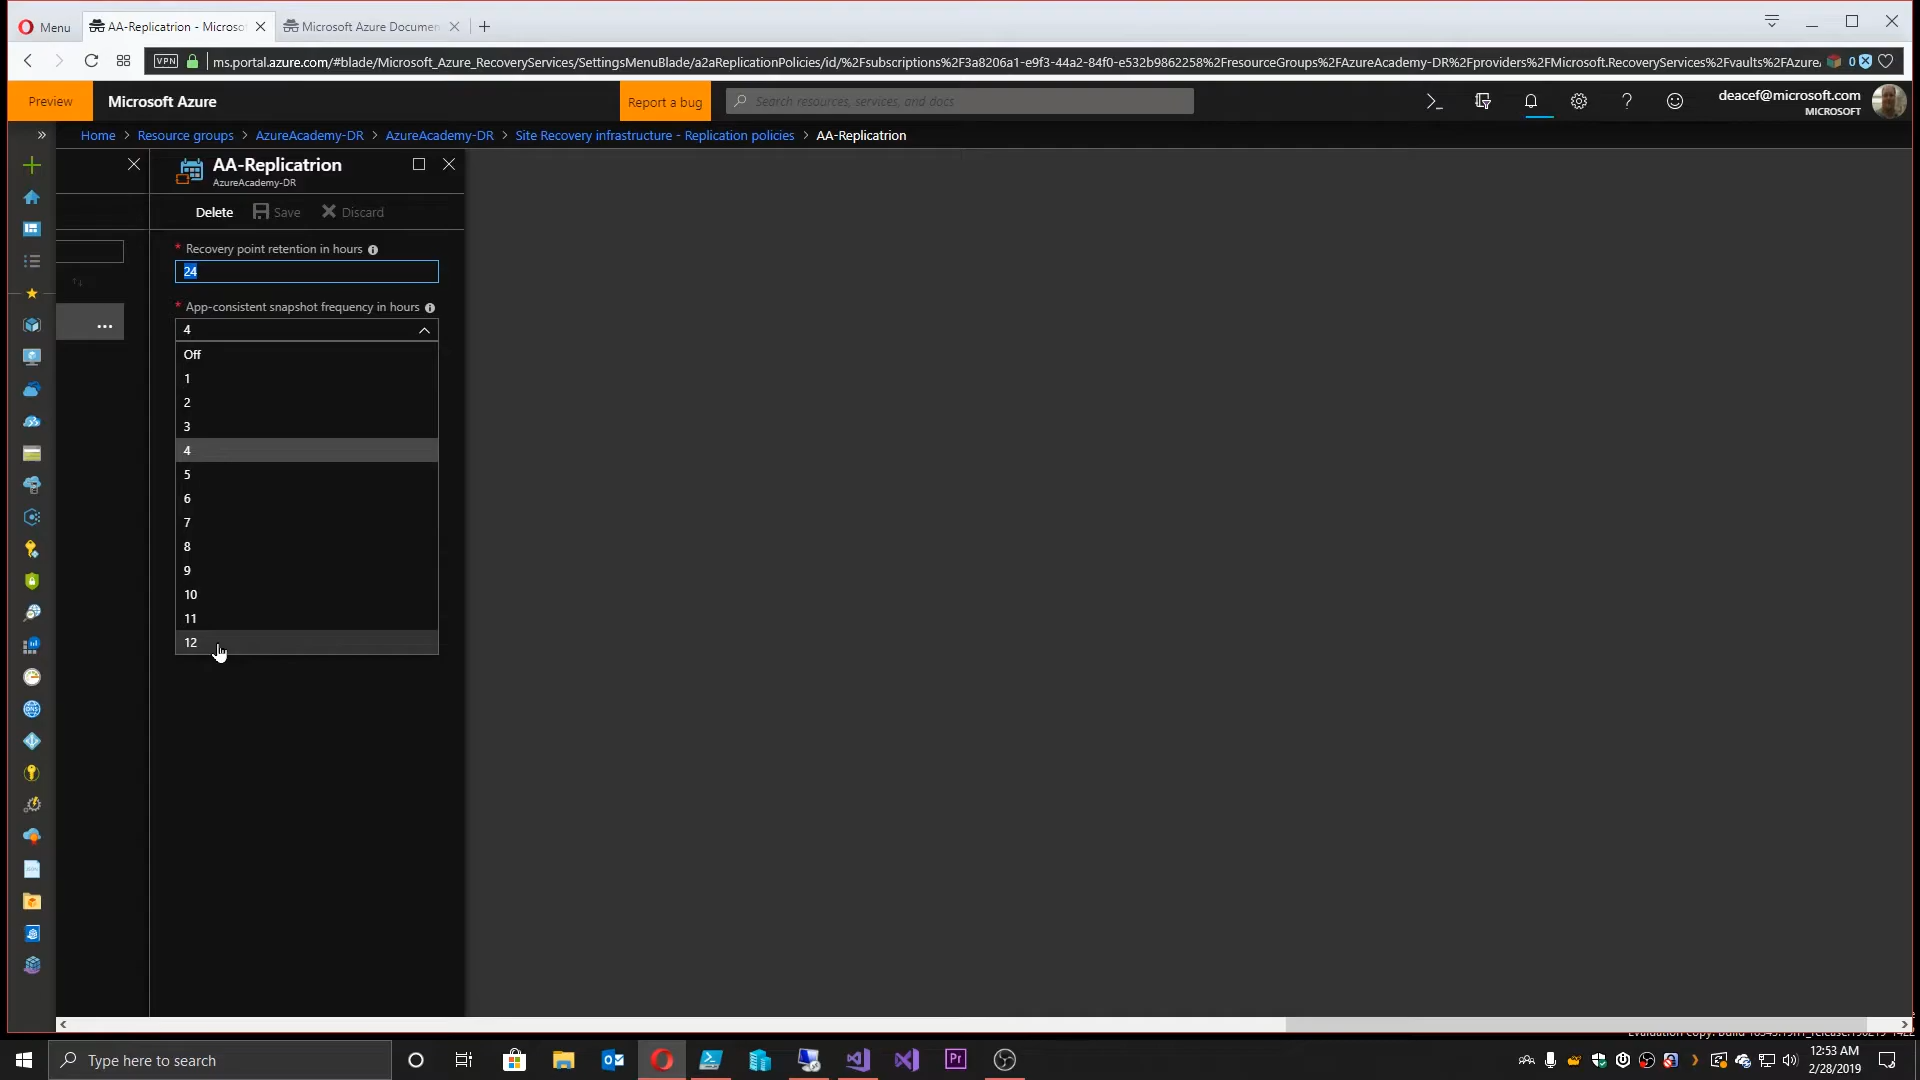 Menu
AA-Replicatrion - Microso
Microsoft Azure Documen
VPN
ms.portal.azure.com/#blade/Microsoft_Azure_RecoveryServices/SettingsMenuBlade/a2aReplicationPolicies/id/%2Fsubscriptions%2F3a8206a1-e9f3-44a2-84f0-e532b9862258%2FresourceGroups%2FAzureAcademy-DR%2Fproviders%2FMicrosoft.RecoveryServices%2Fvaults%2FAzure
0
Preview
Microsoft Azure
Report a bug
Search resources, services, and docs
deacef@microsoft.com
MICROSOFT
Home > Resource groups > AzureAcademy-DR > AzureAcademy-DR > Site Recovery infrastructure - Replication policies > AA-Replicatrion
AA-Replicatrion
AzureAcademy-DR
Delete Save Discard
* Recovery point retention in hours
24
* App-consistent snapshot frequency in hours
4
Off
1
2
3
4
5
6
7
8
9
10
11
12
Type here to search
Pr
12:53 AM
2/28/2019